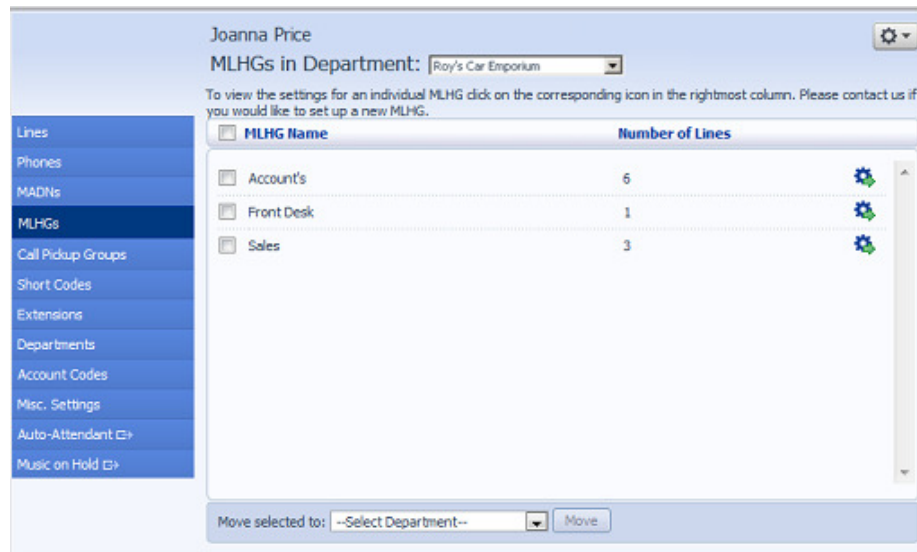 Joanna Price
MLHGs in Department: Roy's Car Emporium
To view the settings for an individual MLHG click on the corresponding icon in the rightmost column. Please contact us if
you would like to set up a new MLHG.
Lines
Phones
MADNs
MLHGs
Call Pickup Groups
Short Codes
Extensions
Departments
Account Codes
Misc. Settings
Auto-Attendant
Music on Hold
MLHG Name Number of Lines
Account's 6
Front Desk 1
Sales 3
Move selected to: --Select Department-- Move